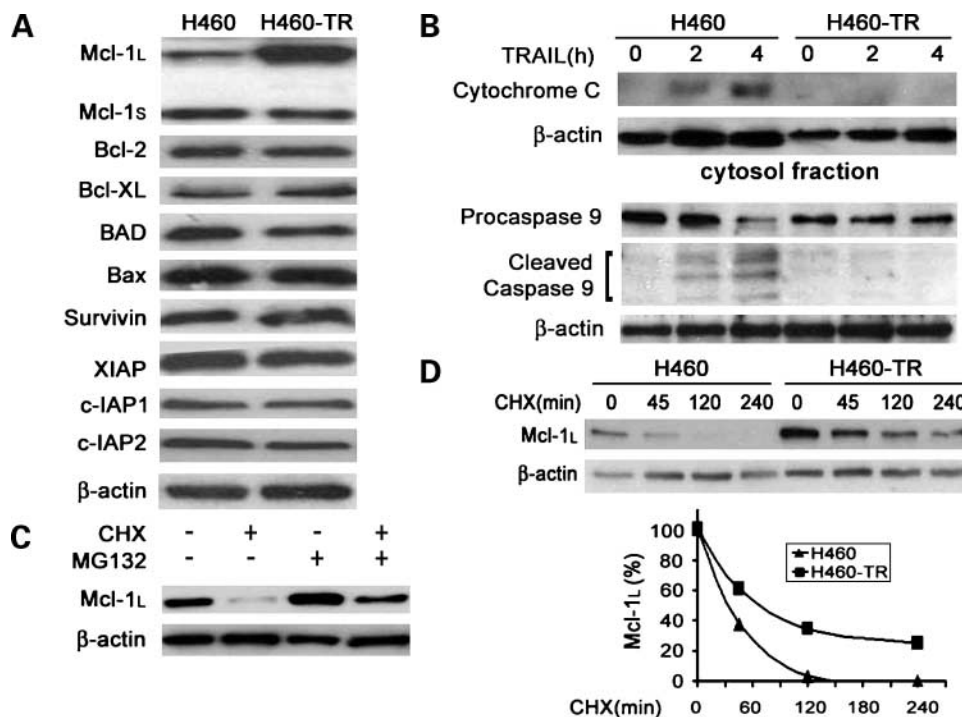 A
H460 H460-TR
Mcl-1L
Mcl-1s
Bcl-2
Bcl-XL
BAD
Bax
Survivin
XIAP
c-IAP1
c-IAP2
β-actin
B
H460 H460-TR
TRAIL(h) 0 2 4 0 2 4
Cytochrome C
β-actin
cytosol fraction
Procaspase 9
Cleaved
Caspase 9
β-actin
C
CHX - + - +
MG132 - - + +
Mcl-1L
β-actin
D
H460 H460-TR
CHX(min) 0 45 120 240 0 45 120 240
Mcl-1L
β-actin
Mcl-1L (%)
100
80
60
40
20
0
H460
H460-TR
CHX(min) 0 60 120 180 240